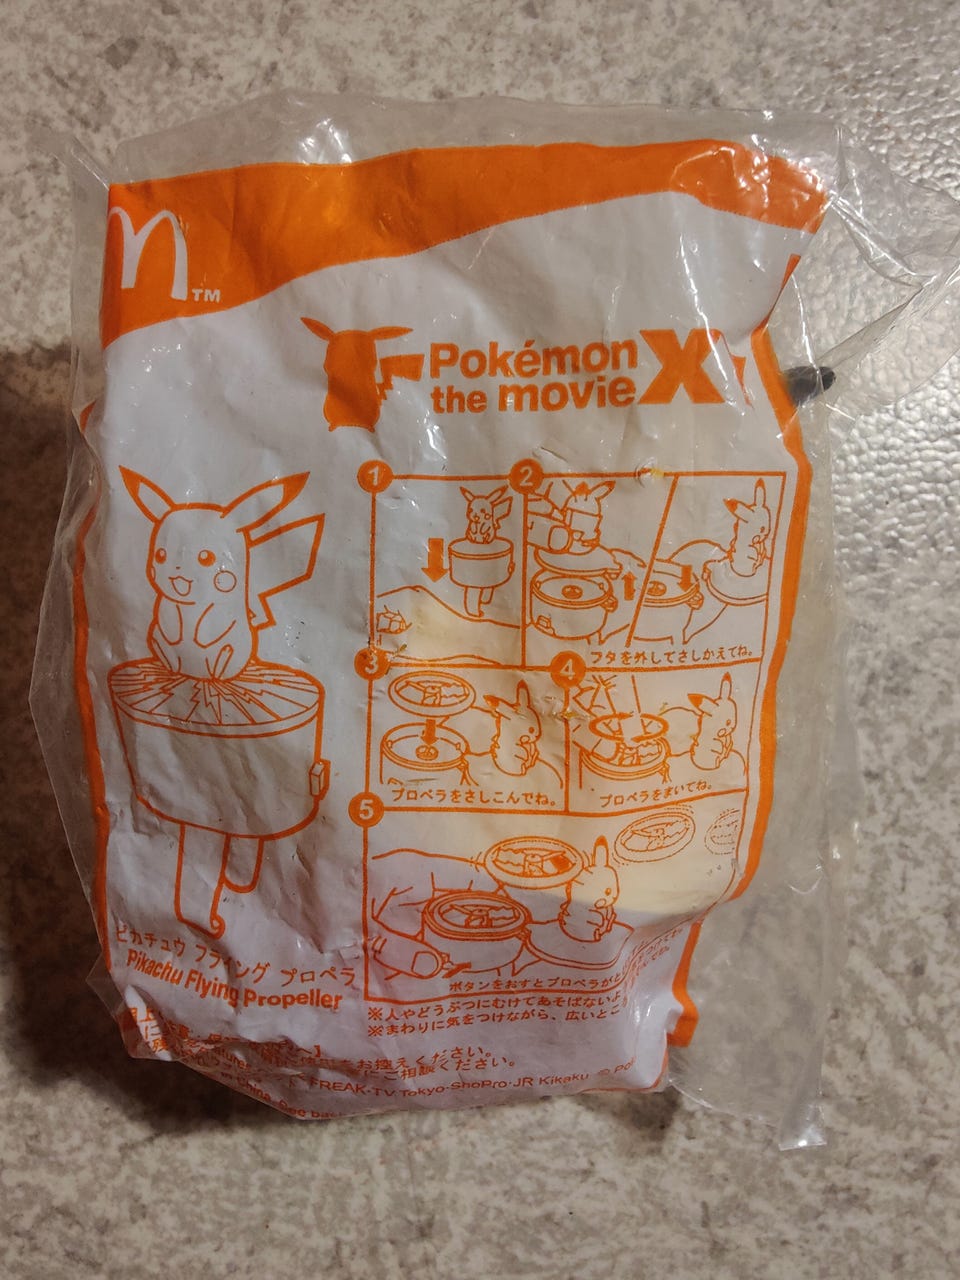 TM
Pokémon
the movie X
1
2
フタを外してさしかえてね。
3
プロペラをさしこんでね。
4
プロペラをまいてね。
5
ボタンをおすとプロペラが
※人やどうぶつにむけてあそばない
※まわりに気をつけながら、広いとこ
ピカチュウ フライング プロペラ
Pikachu Flying Propeller
お控えください。
にご相談ください。
FREAK·TV Tokyo·ShoPro·JR Kikaku ©
China